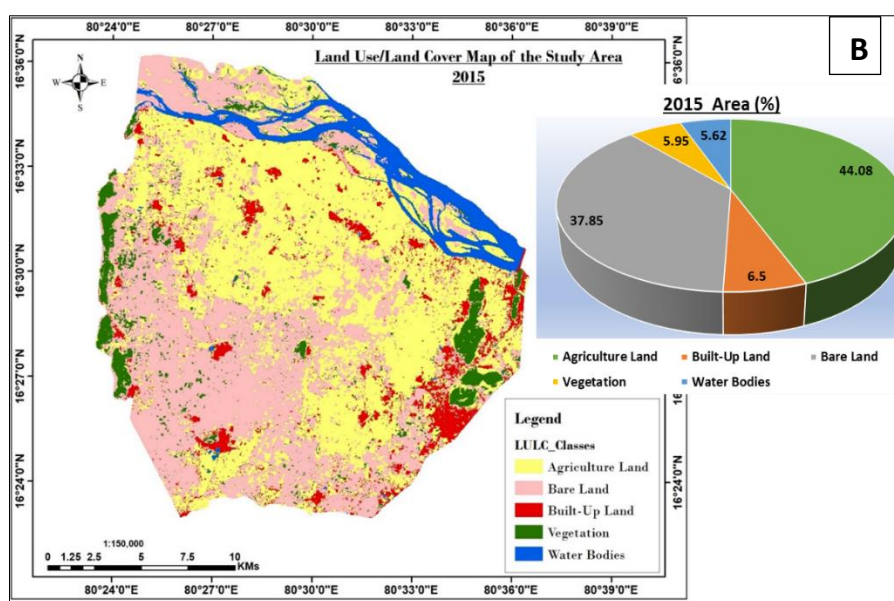 B
80°24'0"E 80°27'0"E 80°30'0"E 80°33'0"E 80°36'0"E 80°39'0"E
Land Use/Land Cover Map of the Study Area
2015
N
W E
S
16°36'0"N
16°33'0"N
16°30'0"N
16°27'0"N
16°24'0"N
2015 Area (%)
5.95
5.62
44.08
37.85
6.5
Agriculture Land Built-Up Land Bare Land
Vegetation Water Bodies
Legend
LULC_Classes
Agriculture Land
Bare Land
Built-Up Land
Vegetation
Water Bodies
1:150,000
0 1.25 2.5 5 7.5 10
KMs
16°24'0"N
80°24'0"E 80°27'0"E 80°30'0"E 80°33'0"E 80°36'0"E 80°39'0"E